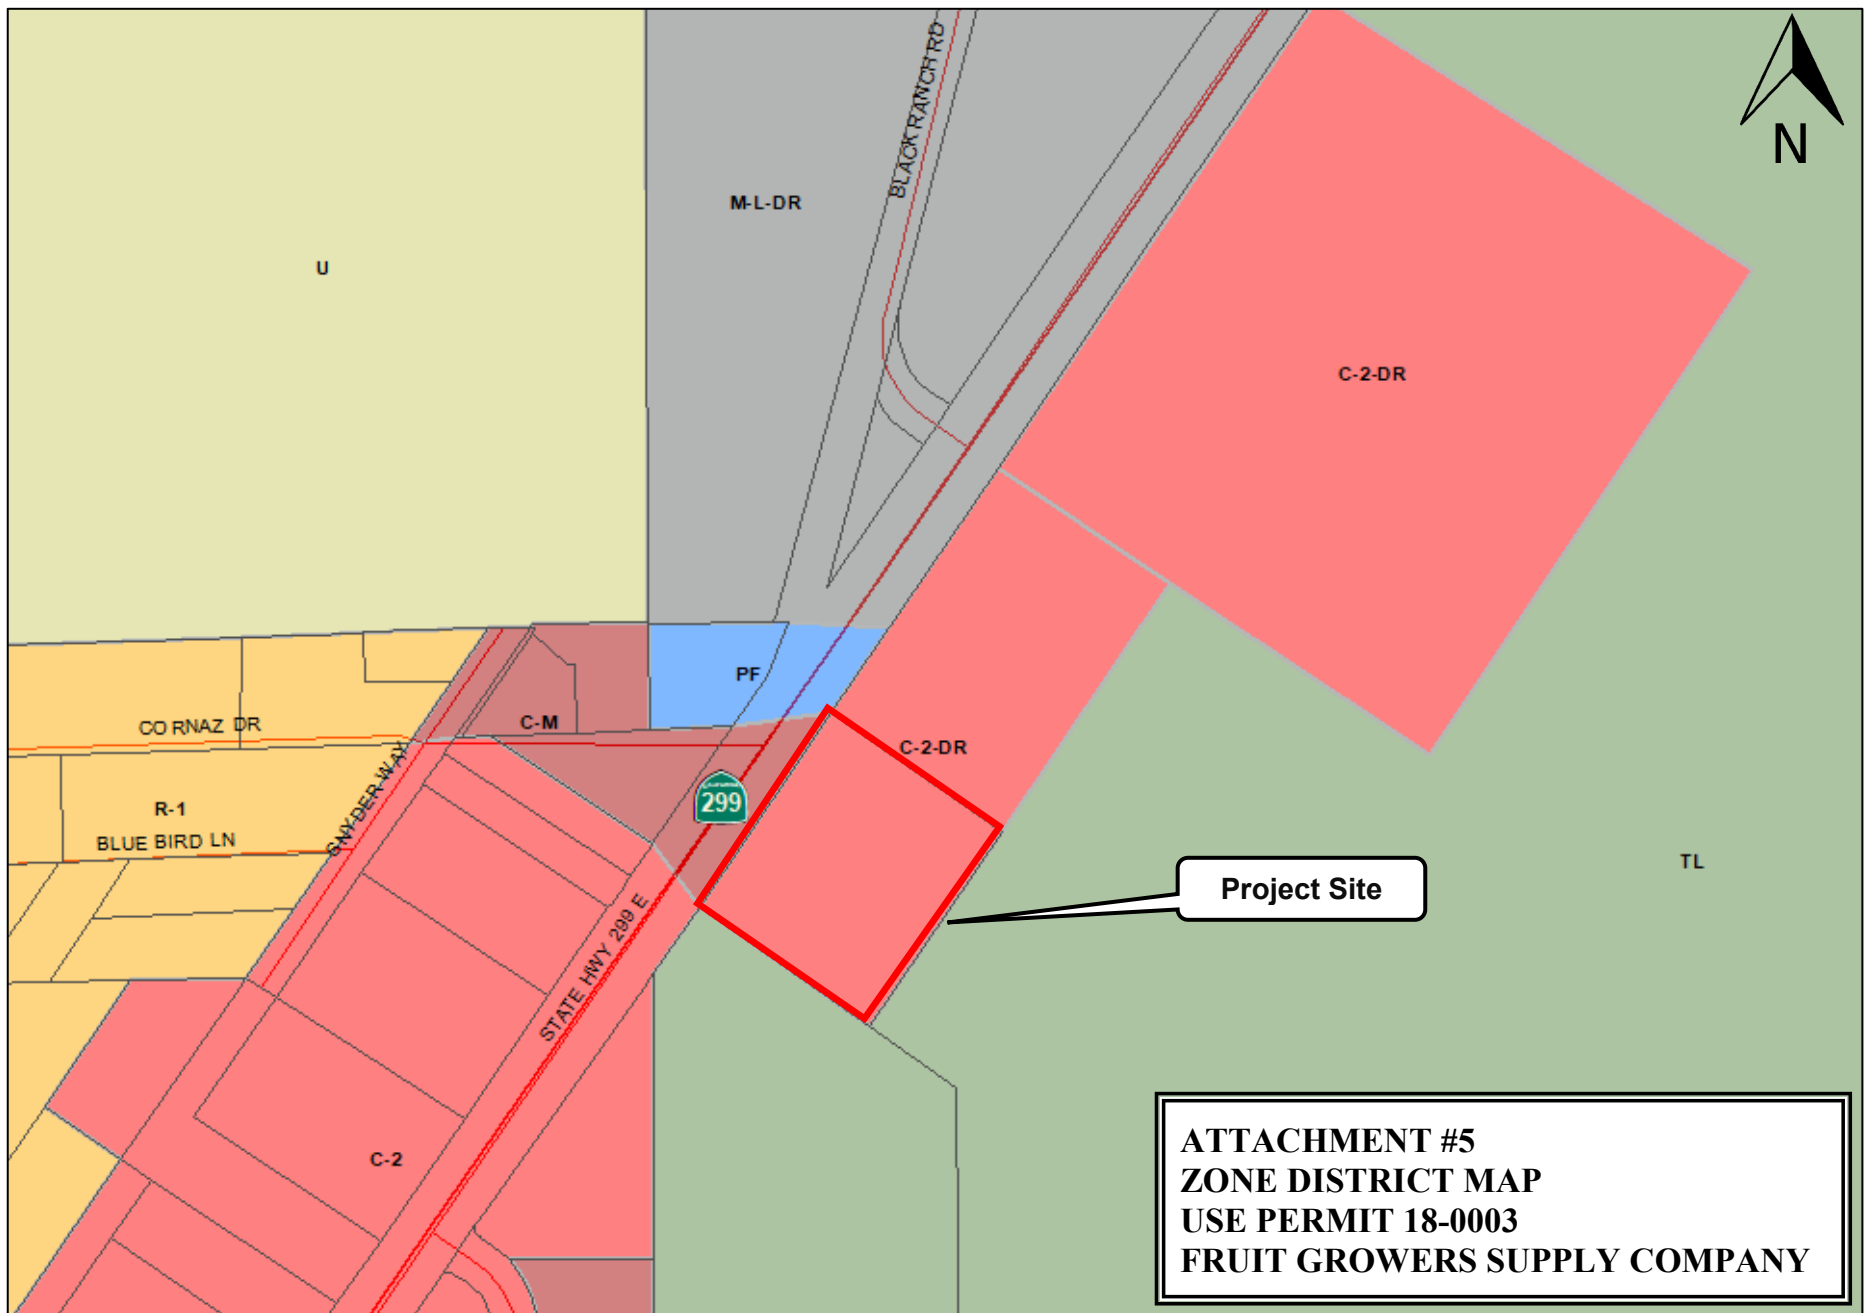 BLACK RANCH RD
N
M-L-DR
U
C-2-DR
PF
C-M
CORNAZ DR
C-2-DR
SNYDER WAY
299
R-1
BLUE BIRD LN
TL
Project Site
STATE HWY 299 E
C-2
ATTACHMENT #5
ZONE DISTRICT MAP
USE PERMIT 18-0003
FRUIT GROWERS SUPPLY COMPANY